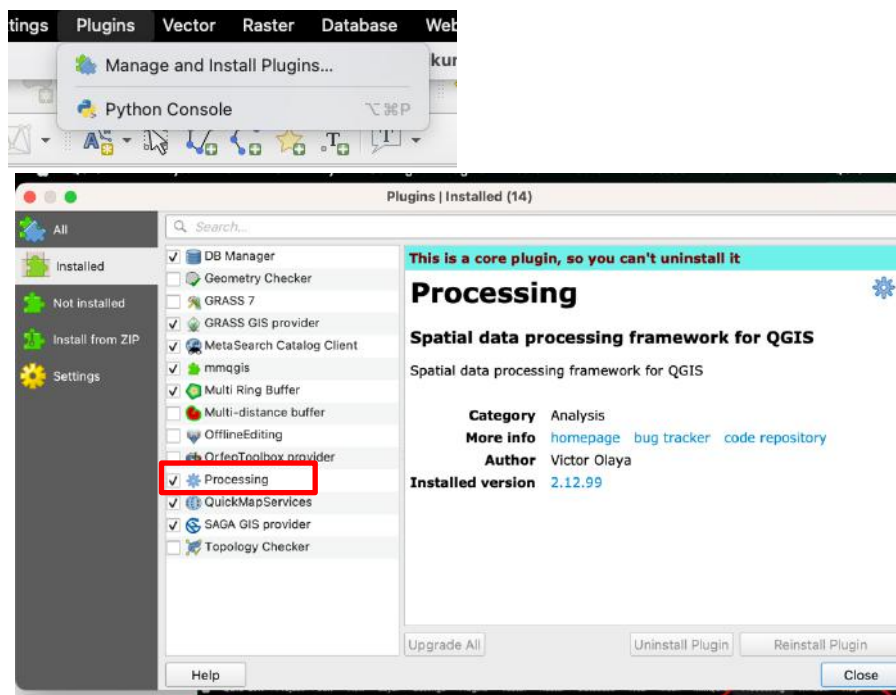 tings Plugins Vector Raster Database Web
Manage and Install Plugins...
kur
Python Console ⌥⌘P
Plugins | Installed (14)
All
Search...
Installed
Not installed
Install from ZIP
Settings
DB Manager
Geometry Checker
GRASS 7
GRASS GIS provider
MetaSearch Catalog Client
mmqgis
Multi Ring Buffer
Multi-distance buffer
OfflineEditing
OrfeoToolbox provider
Processing
QuickMapServices
SAGA GIS provider
Topology Checker
This is a core plugin, so you can't uninstall it
Processing
Spatial data processing framework for QGIS
Spatial data processing framework for QGIS
Category Analysis
More info homepage bug tracker code repository
Author Victor Olaya
Installed version 2.12.99
Upgrade All Uninstall Plugin Reinstall Plugin
Help Close